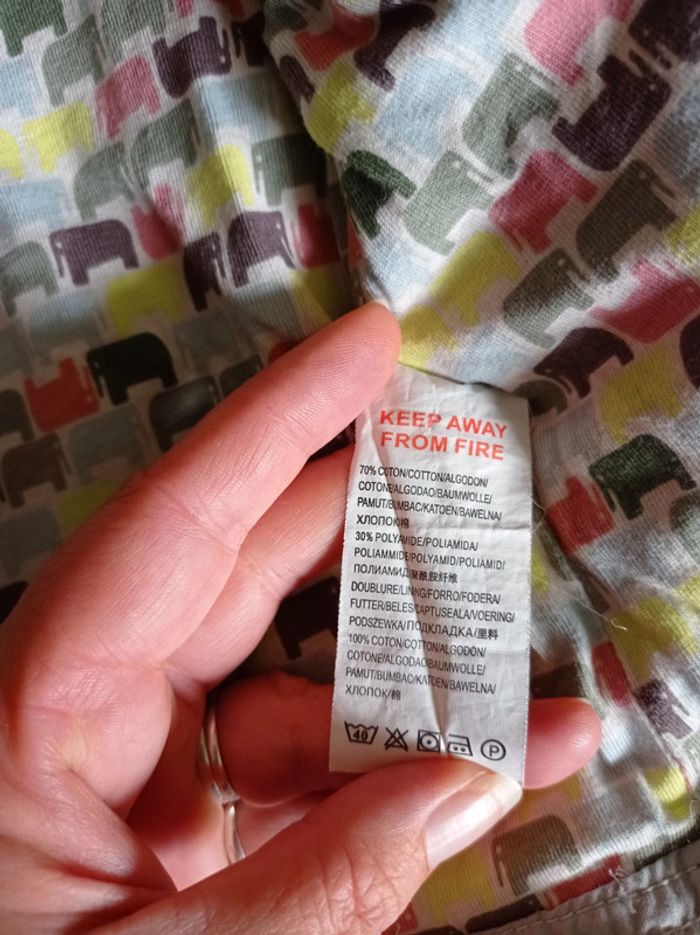 KEEP AWAY
FROM FIRE
70% COTON/COTTON/ALGODON/
COTONE/ALGODAO/BAUMWOLLE/
PAMUT/BUMBAC/KATOEN/BAWELNA/
ХЛОПОК/棉
30% POLYAMIDE/POLIAMIDA/
POLIAMMIDE/POLYAMID/POLIAMID/
ПОЛИАМИД/聚酰胺纤维
DOUBLURE/LINING/FORRO/FODERA/
FUTTER/BELES/CAPTUSEALA/VOERING/
PODSZEWKA/ПОДКЛАДКА/里料
100% COTON/COTTON/ALGODON/
COTONE/ALGODAO/BAUMWOLLE/
PAMUT/BUMBAC/KATOEN/BAWELNA/
ХЛОПОК/棉
40 P